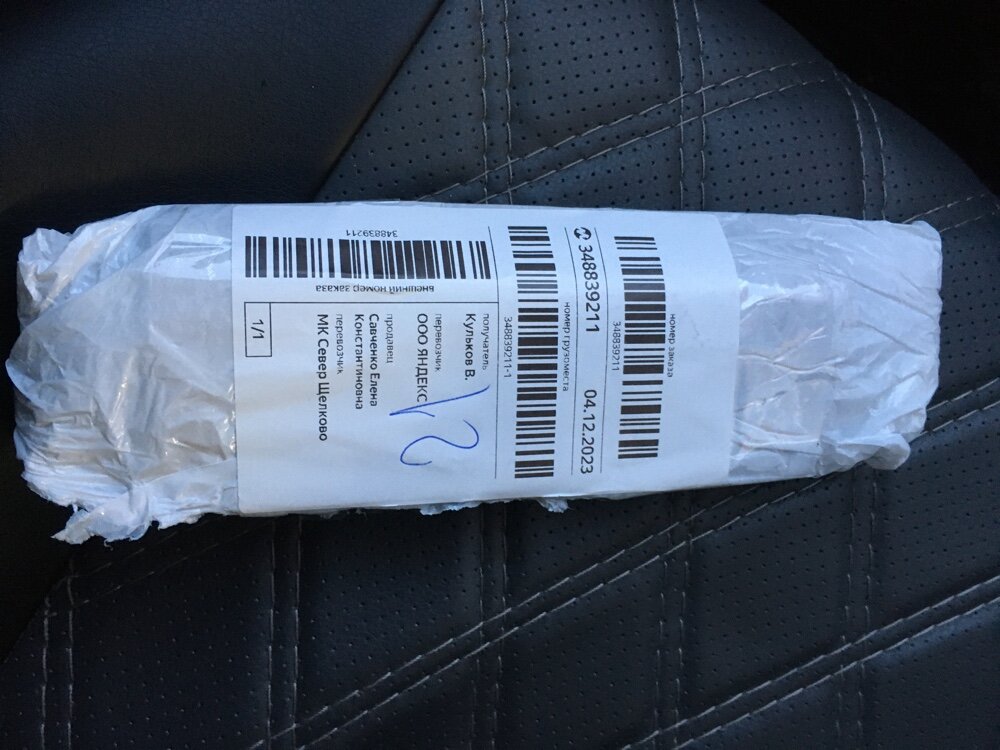 номер заказа
348839211
348839211 04.12.2023
номер грузоместа
348839211-1
получатель
Кульков В.
перевозчик
ООО ЯНДЕКС
продавец
Савченко Елена
Константиновна
перевозчик
МК Север Щелково
1/1
внешний номер заказа
348839211